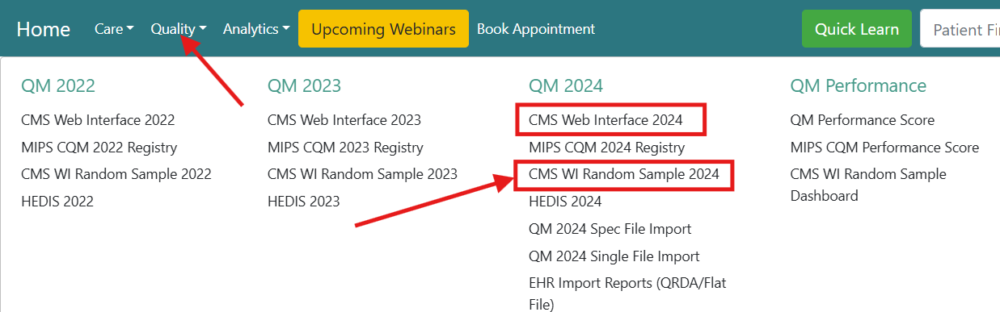 Home Care Quality Analytics Upcoming Webinars Book Appointment Quick Learn Patient Fi
QM 2022
CMS Web Interface 2022
MIPS CQM 2022 Registry
CMS WI Random Sample 2022
HEDIS 2022
QM 2023
CMS Web Interface 2023
MIPS CQM 2023 Registry
CMS WI Random Sample 2023
HEDIS 2023
QM 2024
CMS Web Interface 2024
MIPS CQM 2024 Registry
CMS WI Random Sample 2024
HEDIS 2024
QM 2024 Spec File Import
QM 2024 Single File Import
EHR Import Reports (QRDA/Flat
File)
QM Performance
QM Performance Score
MIPS CQM Performance Score
CMS WI Random Sample
Dashboard